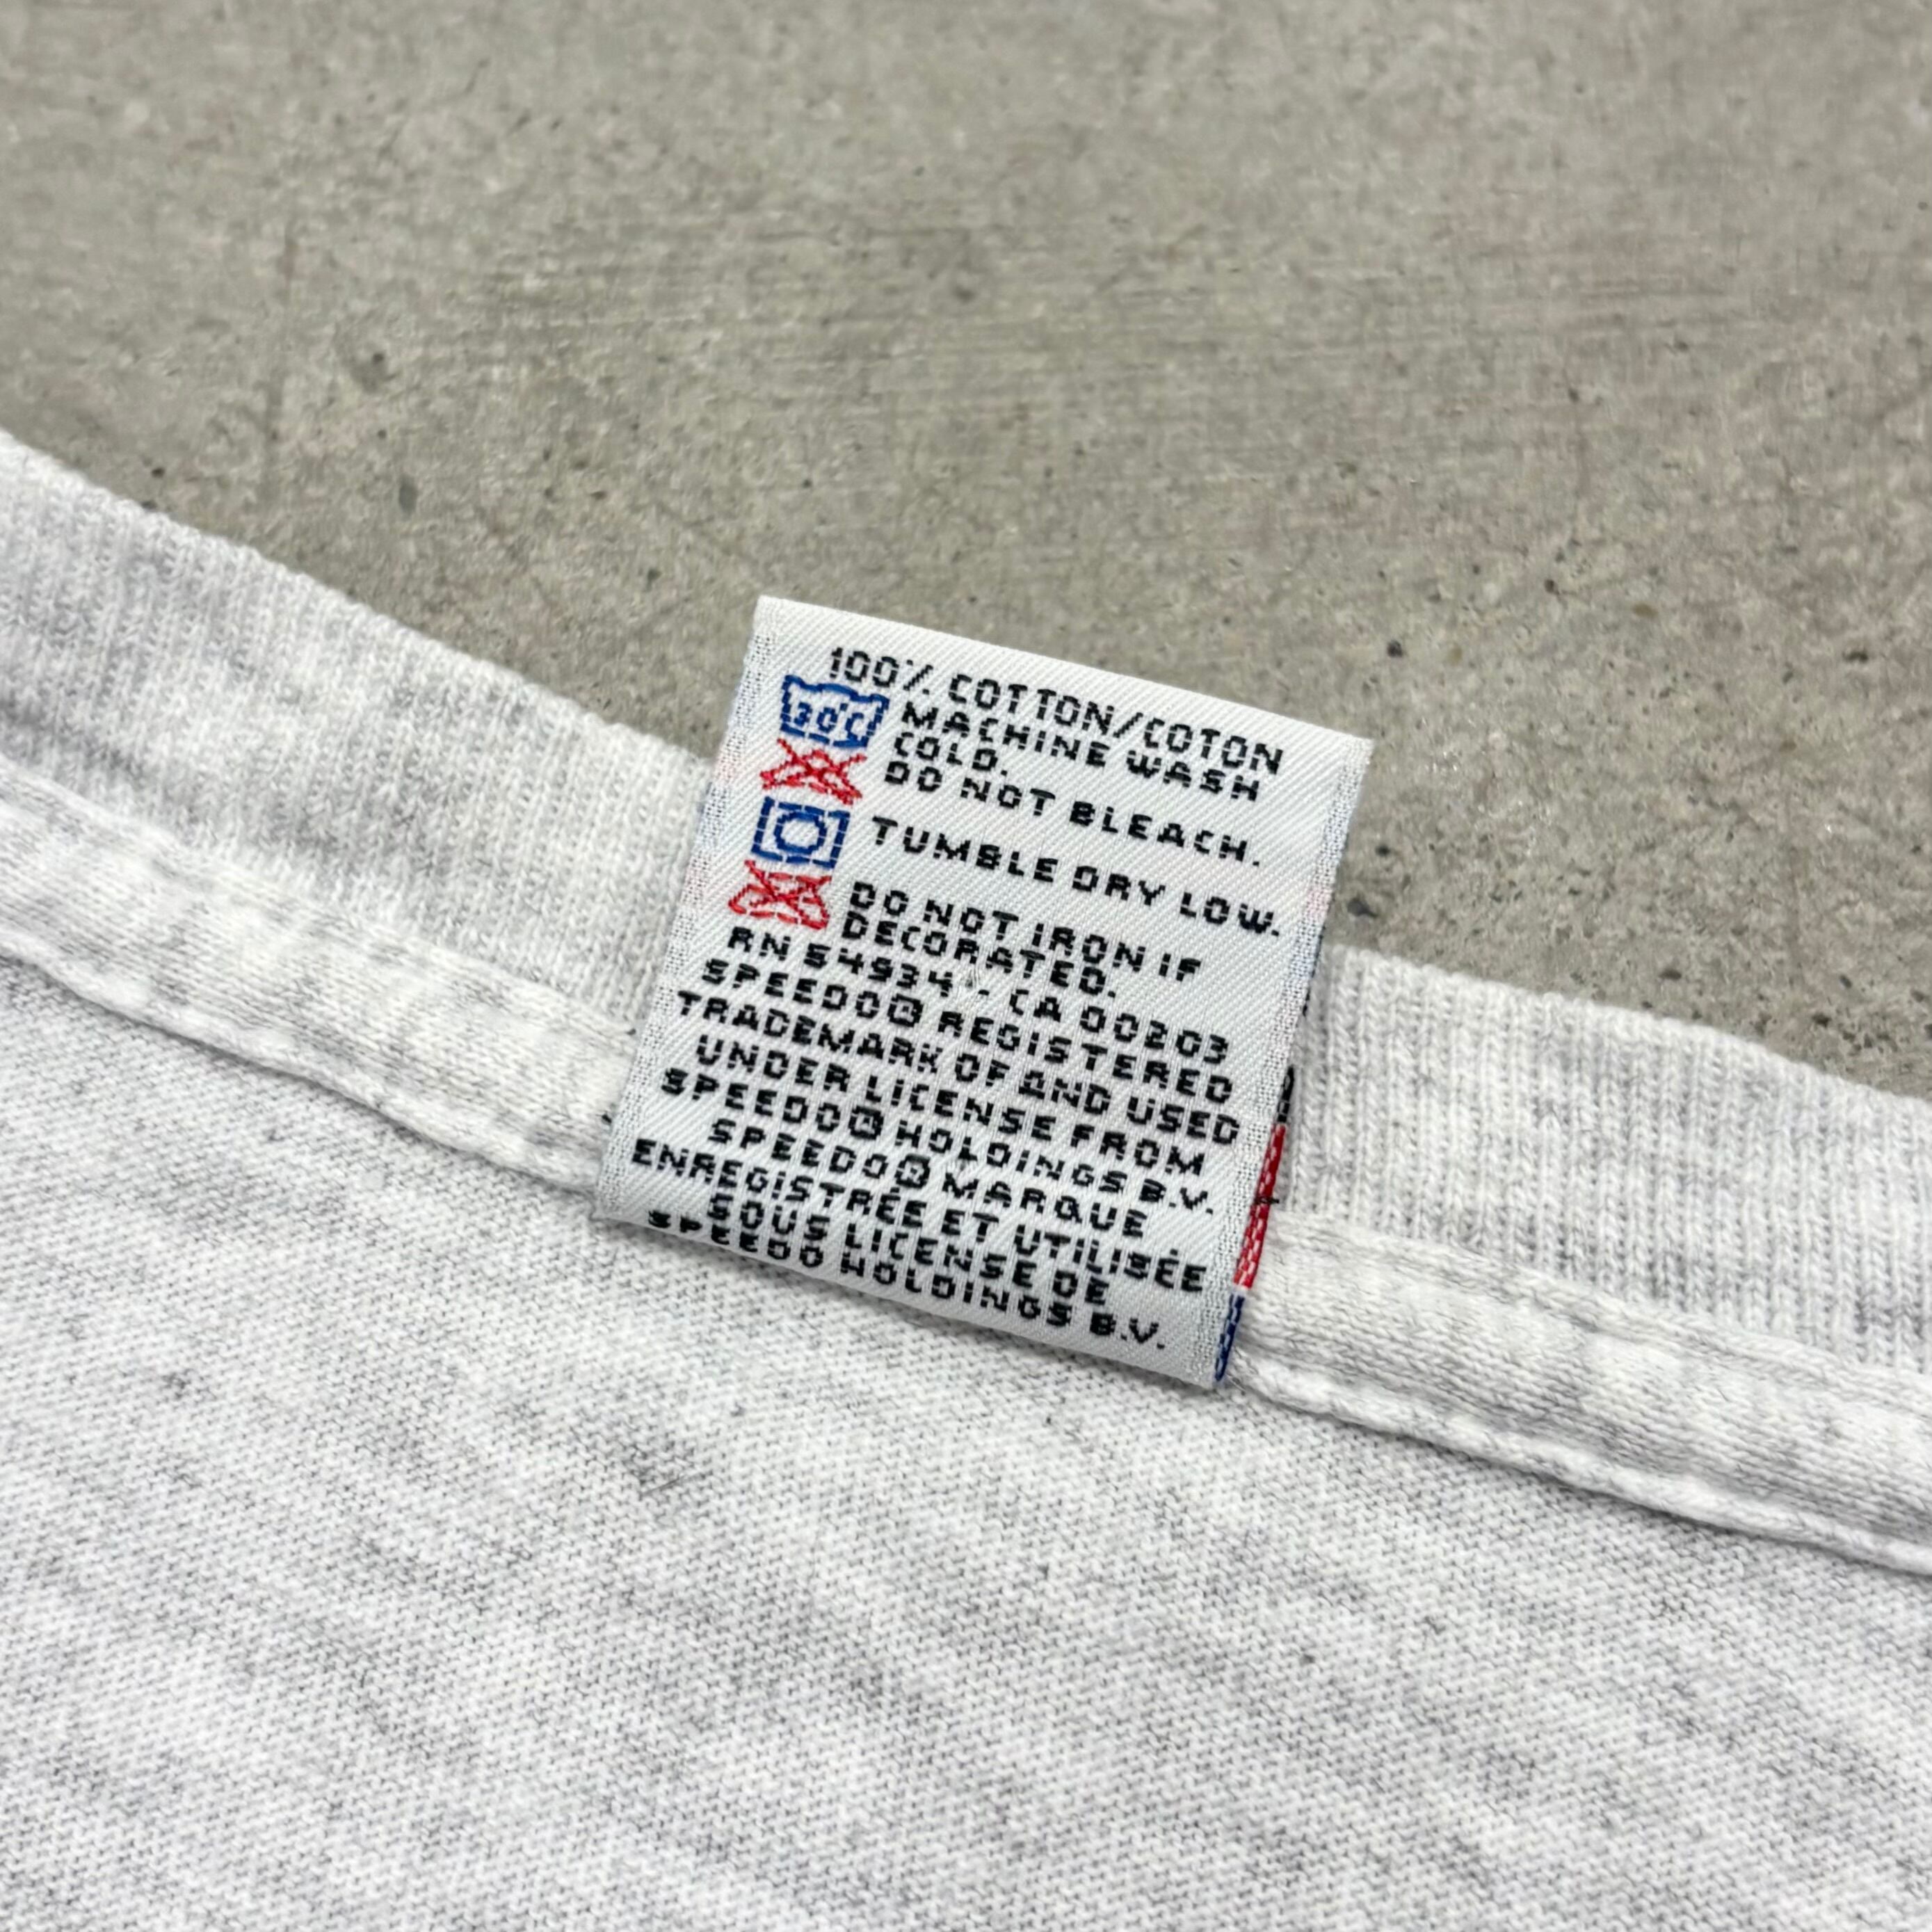 100% COTTON/COTON
30°C MACHINE WASH
COLD.
DO NOT BLEACH.
TUMBLE DRY LOW.
DO NOT IRON IF
DECORATED.
RN 54934 - CA 00203
SPEEDO® REGISTERED
TRADEMARK OF AND USED
UNDER LICENSE FROM
SPEEDO® HOLDINGS B.V.
SPEEDO® MARQUE
ENREGISTRÉE ET UTILISÉE
SOUS LICENSE DE
SPEEDO HOLDINGS B.V.